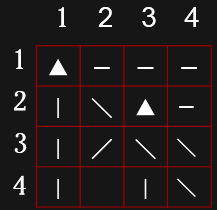 1 2 3 4
1 ▲ — — —
2 | \ ▲ —
3 | / \ \
4 |   | \